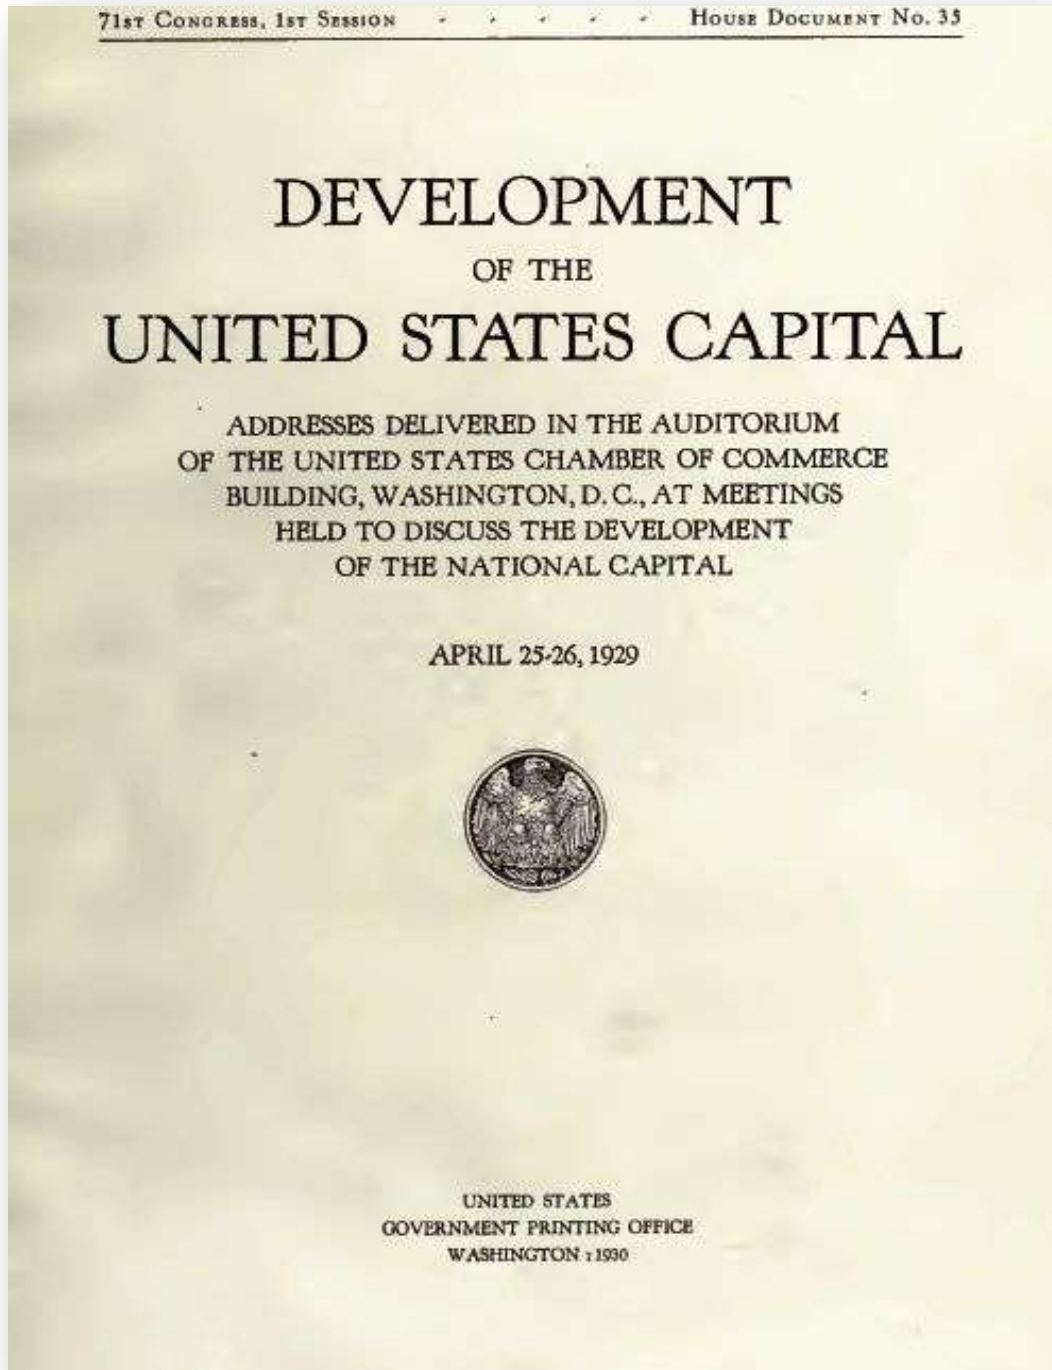 71st Congress, 1st Session - - - - - House Document No. 35
DEVELOPMENT
OF THE
UNITED STATES CAPITAL
ADDRESSES DELIVERED IN THE AUDITORIUM
OF THE UNITED STATES CHAMBER OF COMMERCE
BUILDING, WASHINGTON, D. C., AT MEETINGS
HELD TO DISCUSS THE DEVELOPMENT
OF THE NATIONAL CAPITAL
APRIL 25-26, 1929
UNITED STATES
GOVERNMENT PRINTING OFFICE
WASHINGTON : 1930